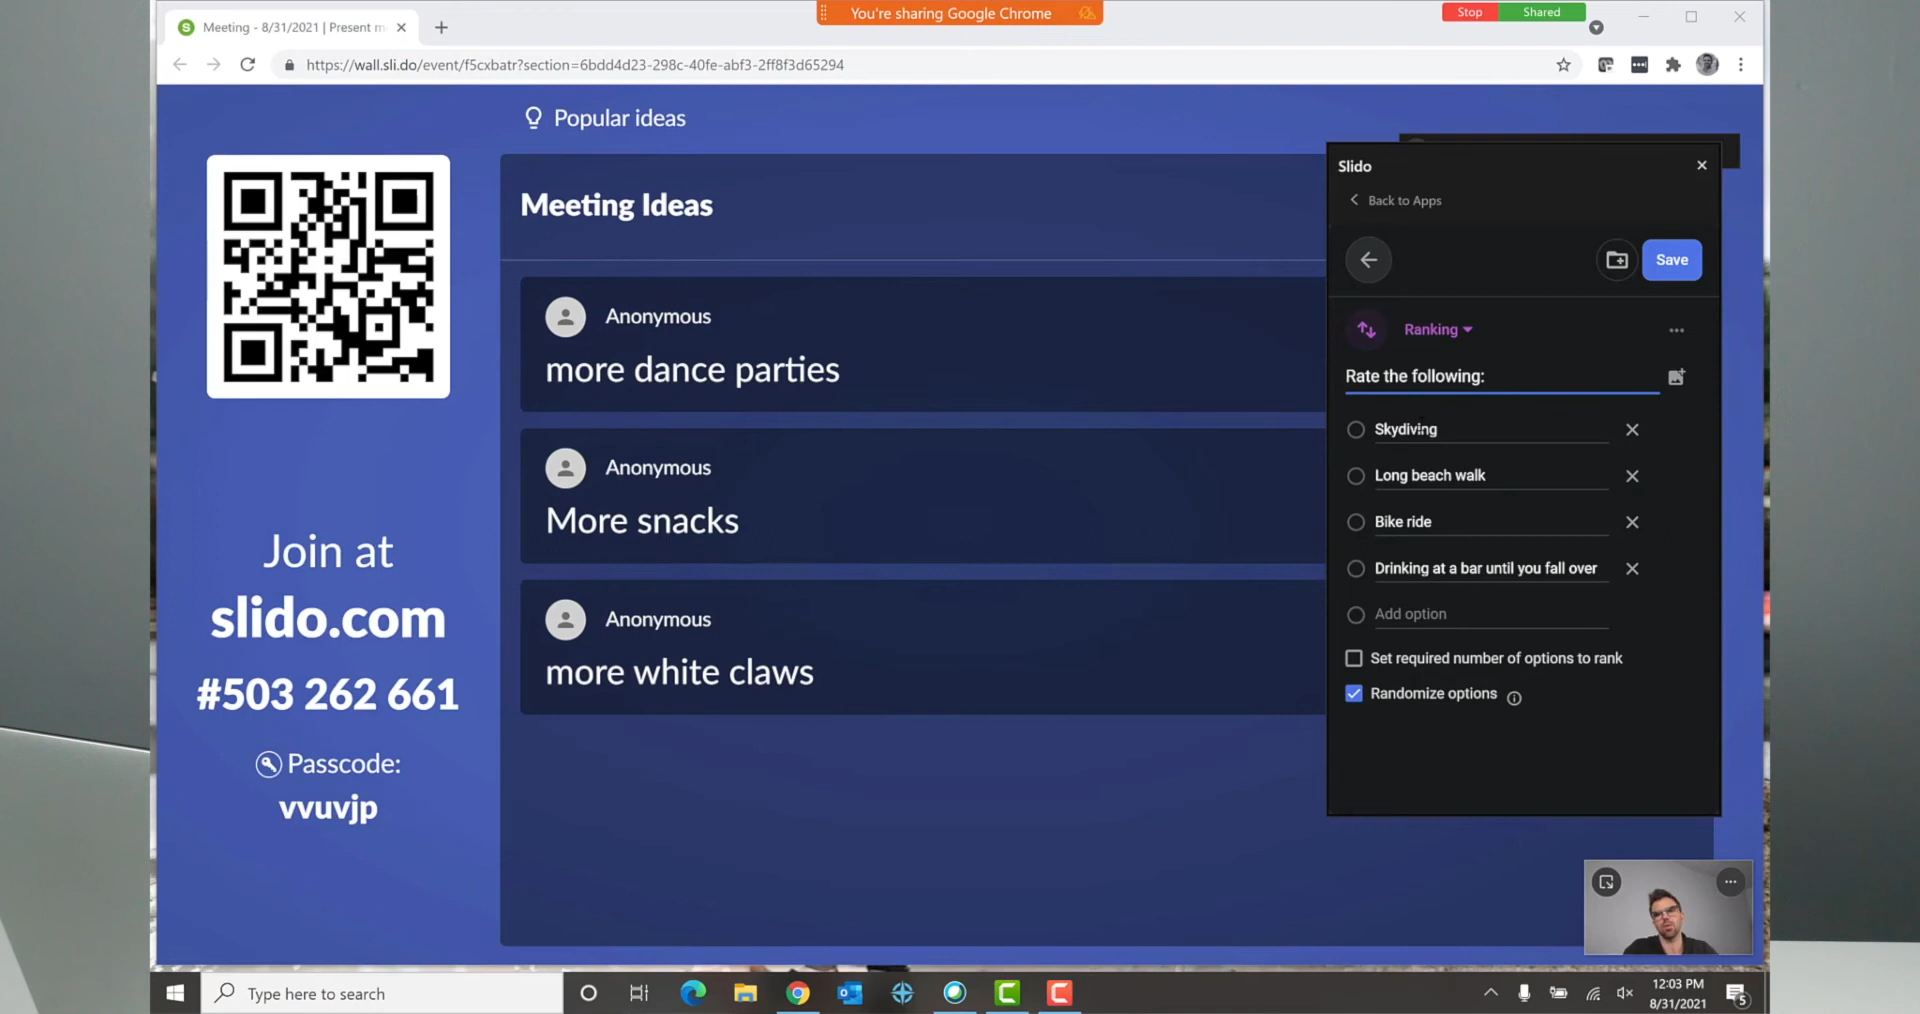 Meeting - 8/31/2021 | Present m
You're sharing Google Chrome
Stop
Shared
https://wall.sli.do/event/f5cxbatr?section=6bdd4d23-298c-40fe-abf3-2ff8f3d65294
Popular ideas
Meeting Ideas
Anonymous
more dance parties
Anonymous
More snacks
Anonymous
more white claws
Join at
slido.com
#503 262 661
Passcode:
vvuvjp
Slido
Back to Apps
Save
Ranking
Rate the following:
Skydiving
Long beach walk
Bike ride
Drinking at a bar until you fall over
Add option
Set required number of options to rank
Randomize options
Type here to search
12:03 PM
8/31/2021
5